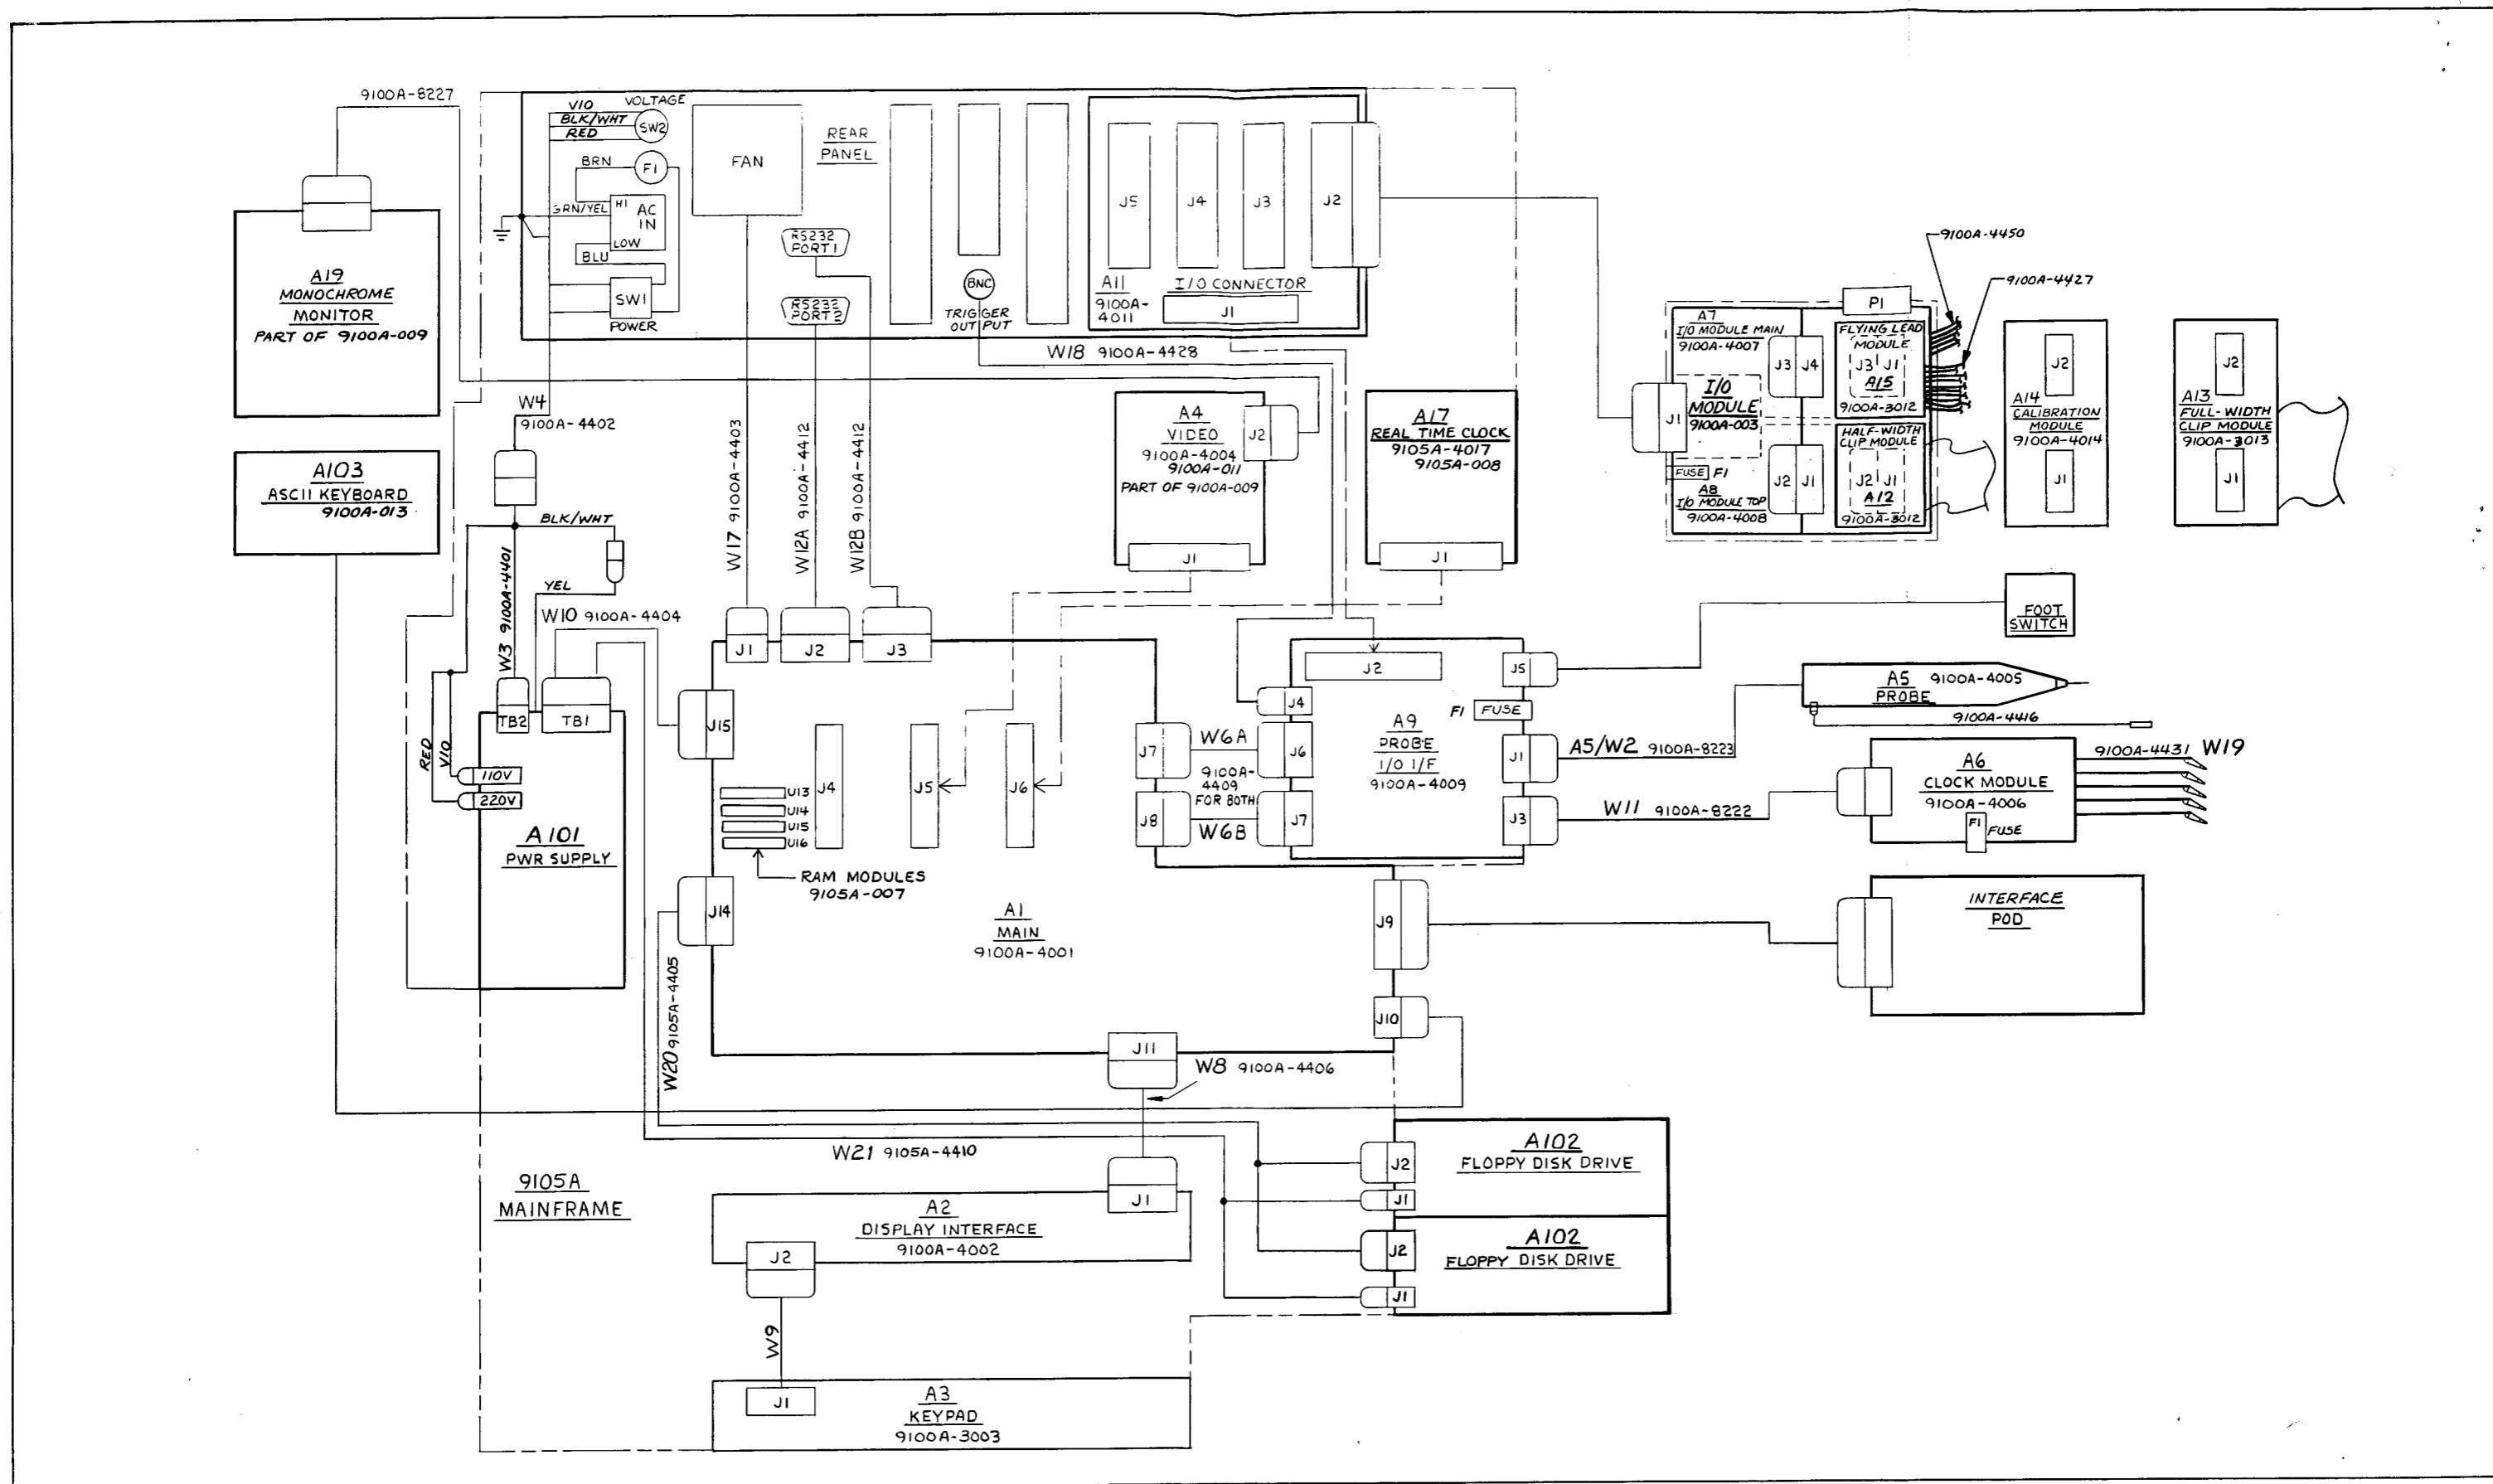 9100A-8227
A19
MONOCHROME
MONITOR
PART OF 9100A-009
A103
ASCII KEYBOARD
9100A-013
VIO
BLK/WHT
RED
VOLTAGE
SW2
BRN
F1
GRN/YEL
HI
AC
IN
LOW
BLU
SW1
POWER
FAN
REAR
PANEL
RS232
PORT1
RS232
PORT2
BNC
TRIGGER
OUTPUT
J5
J4
J3
J2
A11
9100A-
4011
I/O CONNECTOR
J1
W18 9100A-4428
W4
9100A-4402
BLK/WHT
YEL
W3 9100A-4401
W10 9100A-4404
RED
VIO
TB2
TB1
110V
220V
A101
PWR SUPPLY
W17 9100A-4403
W12A 9100A-4412
W12B 9100A-4412
A4
VIDEO
9100A-4004
9100A-011
PART OF 9100A-009
J2
J1
A17
REAL TIME CLOCK
9105A-4017
9105A-008
J1
9100A-4450
9100A-4427
P1
A7
I/O MODULE MAIN
9100A-4007
J3
J4
I/O
MODULE
9100A-003
J1
FUSE F1
A8
I/O MODULE TOP
9100A-4008
J2
J1
FLYING LEAD
MODULE
J3 J1
A15
9100A-3012
HALF-WIDTH
CLIP MODULE
J2 J1
A12
9100A-3012
J2
A14
CALIBRATION
MODULE
9100A-4014
J1
J2
A13
FULL-WIDTH
CLIP MODULE
9100A-3013
J1
FOOT
SWITCH
J1
J2
J3
J15
J14
J4
J5
J6
U13
U14
U15
U16
RAM MODULES
9105A-007
A1
MAIN
9100A-4001
J7
J8
W6A
9100A-
4409
FOR BOTH
W6B
J2
J4
J6
J7
A9
PROBE
I/O I/F
9100A-4009
J5
F1 FUSE
J1
J3
A5/W2 9100A-8223
W11 9100A-8222
A5
PROBE
9100A-4005
9100A-4416
A6
CLOCK MODULE
9100A-4006
F1
FUSE
9100A-4431 W19
INTERFACE
POD
J9
J10
J11
W8 9100A-4406
W20 9105A-4405
W21 9105A-4410
A102
FLOPPY DISK DRIVE
J2
J1
A102
FLOPPY DISK DRIVE
J2
J1
9105A
MAINFRAME
J1
A2
DISPLAY INTERFACE
9100A-4002
J2
W9
J1
A3
KEYPAD
9100A-3003